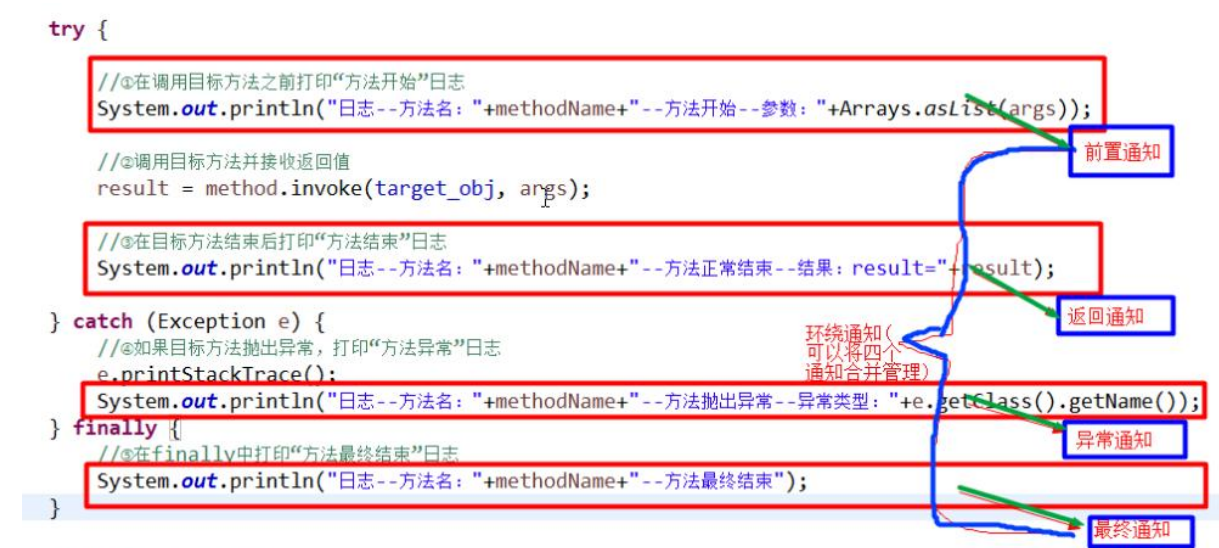 try {
//①在调用目标方法之前打印“方法开始”日志
System.out.println("日志--方法名："+methodName+"--方法开始--参数："+Arrays.asList(args));
前置通知
//②调用目标方法并接收返回值
result = method.invoke(target_obj, args);
//③在目标方法结束后打印“方法结束”日志
System.out.println("日志--方法名："+methodName+"--方法正常结束--结果：result="+result);
返回通知
} catch (Exception e) {
环绕通知（
可以将四个
通知合并管理）
//④如果目标方法抛出异常，打印“方法异常”日志
e.printStackTrace();
System.out.println("日志--方法名："+methodName+"--方法抛出异常--异常类型："+e.getClass().getName());
} finally {
异常通知
//⑤在finally中打印“方法最终结束”日志
System.out.println("日志--方法名："+methodName+"--方法最终结束");
}
最终通知